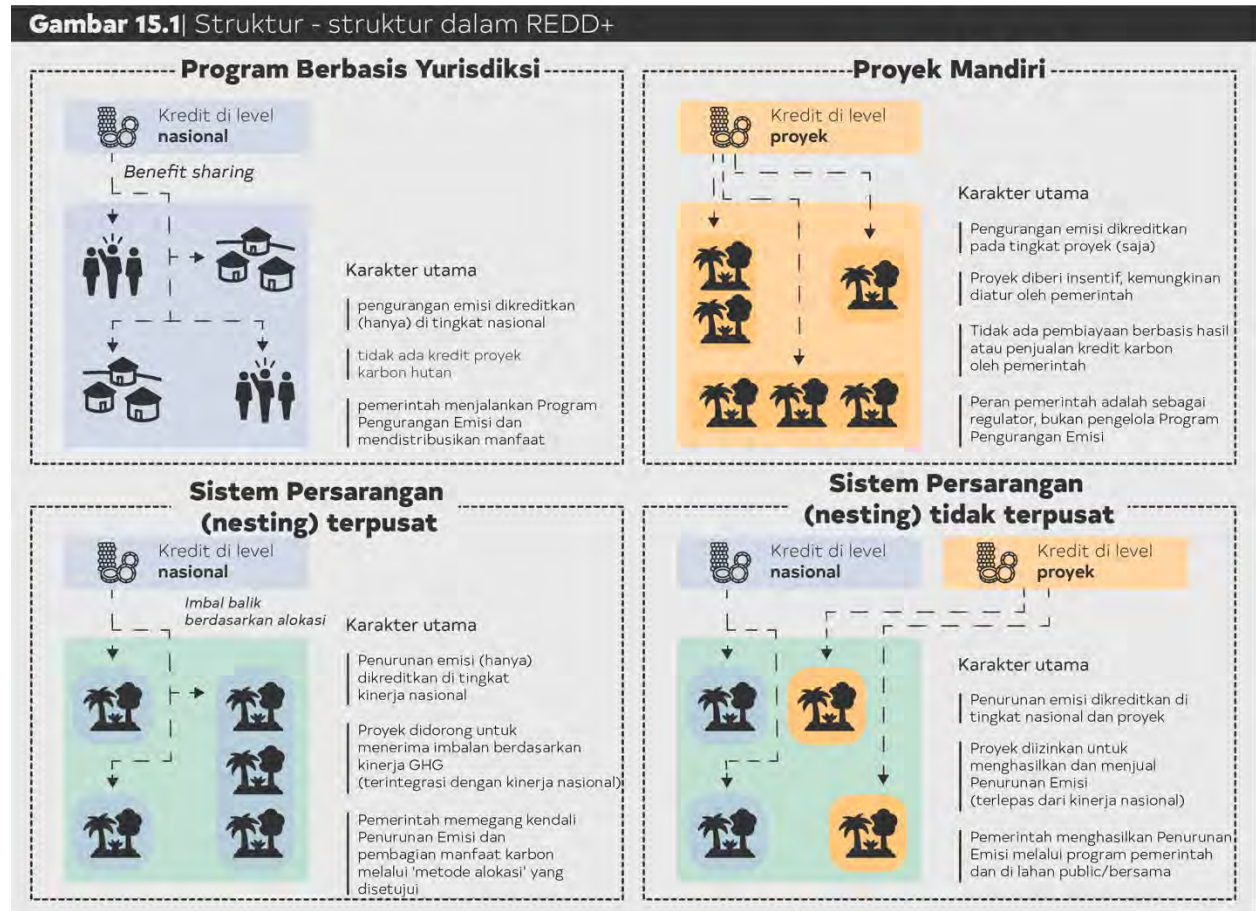 Gambar 15.1| Struktur - struktur dalam REDD+
Program Berbasis Yurisdiksi
Kredit di level
nasional
Benefit sharing
Karakter utama
pengurangan emisi dikreditkan
(hanya) di tingkat nasional
tidak ada kredit proyek
karbon hutan
pemerintah menjalankan Program
Pengurangan Emisi dan
mendistribusikan manfaat
Proyek Mandiri
Kredit di level
proyek
Karakter utama
Pengurangan emisi dikreditkan
pada tingkat proyek (saja)
Proyek diberi insentif, kemungkinan
diatur oleh pemerintah
Tidak ada pembiayaan berbasis hasil
atau penjualan kredit karbon
oleh pemerintah
Peran pemerintah adalah sebagai
regulator, bukan pengelola Program
Pengurangan Emisi
Sistem Persarangan
(nesting) terpusat
Kredit di level
nasional
Imbal balik
berdasarkan alokasi
Karakter utama
Penurunan emisi (hanya)
dikreditkan di tingkat
kinerja nasional
Proyek didorong untuk
menerima imbalan berdasarkan
kinerja GHG
(terintegrasi dengan kinerja nasional)
Pemerintah memegang kendali
Penurunan Emisi dan
pembagian manfaat karbon
melalui 'metode alokasi' yang
disetujui
Sistem Persarangan
(nesting) tidak terpusat
Kredit di level
nasional
Kredit di level
proyek
Karakter utama
Penurunan emisi dikreditkan di
tingkat nasional dan proyek
Proyek diizinkan untuk
menghasilkan dan menjual
Penurunan Emisi
(terlepas dari kinerja nasional)
Pemerintah menghasilkan Penurunan
Emisi melalui program pemerintah
dan di lahan public/bersama